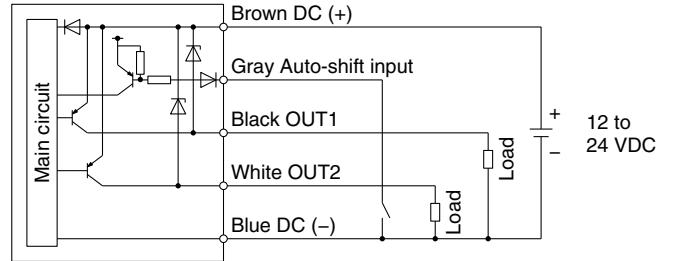 Brown DC (+)
Gray Auto-shift input
Black OUT1
White OUT2
Blue DC (−)
Main circuit
Load
Load
+
−
12 to
24 VDC